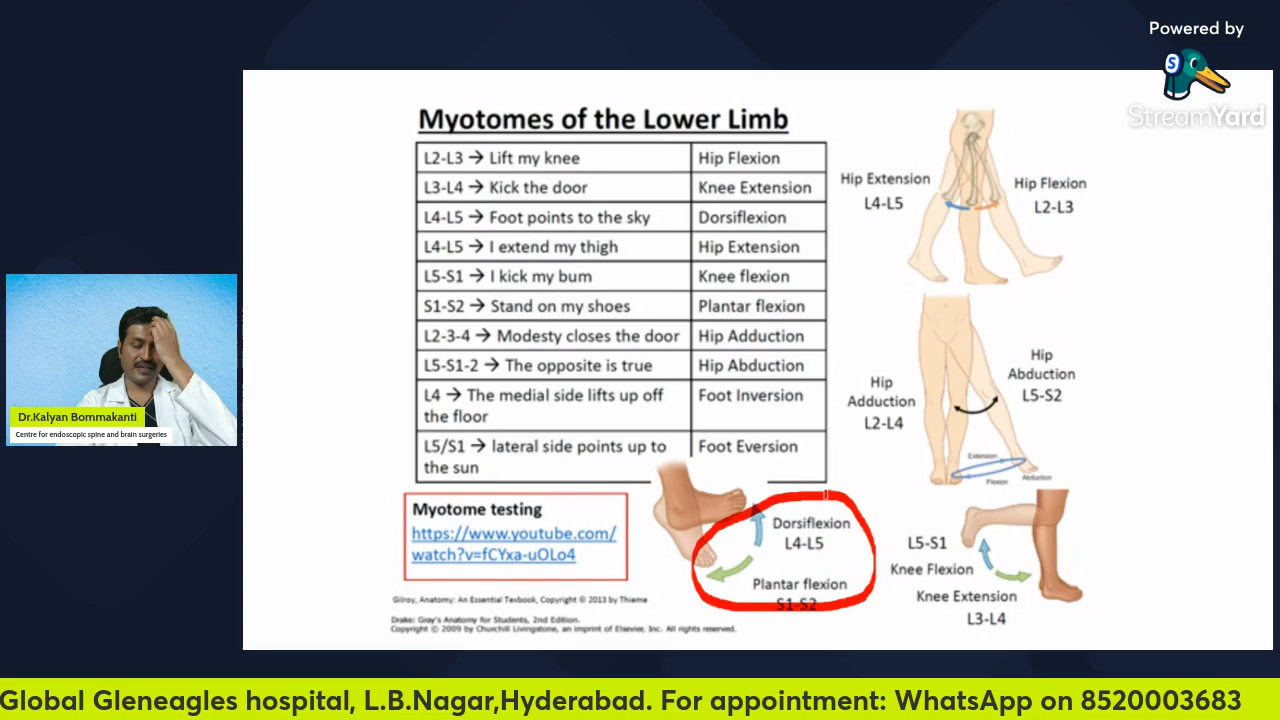 Powered by
StreamYard
Myotomes of the Lower Limb
L2-L3 → Lift my knee Hip Flexion
L3-L4 → Kick the door Knee Extension
L4-L5 → Foot points to the sky Dorsiflexion
L4-L5 → I extend my thigh Hip Extension
L5-S1 → I kick my bum Knee flexion
S1-S2 → Stand on my shoes Plantar flexion
L2-3-4 → Modesty closes the door Hip Adduction
L5-S1-2 → The opposite is true Hip Abduction
L4 → The medial side lifts up off Foot Inversion
the floor
L5/S1 → lateral side points up to Foot Eversion
the sun
Hip Extension
L4-L5
Hip Flexion
L2-L3
Hip
Abduction
L5-S2
Hip
Adduction
L2-L4
Extension
Flexion
Abduction
Myotome testing
https://www.youtube.com/
watch?v=fCYxa-uOLo4
Dorsiflexion
L4-L5
Plantar flexion
S1-S2
L5-S1
Knee Flexion
Knee Extension
L3-L4
Gilroy, Anatomy: An Essential Texbook, Copyright © 2013 by Thieme
Drake: Gray's Anatomy for Students, 2nd Edition.
Copyright © 2009 by Churchill Livingstone, an imprint of Elsevier, Inc. All rights reserved.
Dr.Kalyan Bommakanti
Centre for endoscopic spine and brain surgeries
Global Gleneagles hospital, L.B.Nagar,Hyderabad. For appointment: WhatsApp on 8520003683